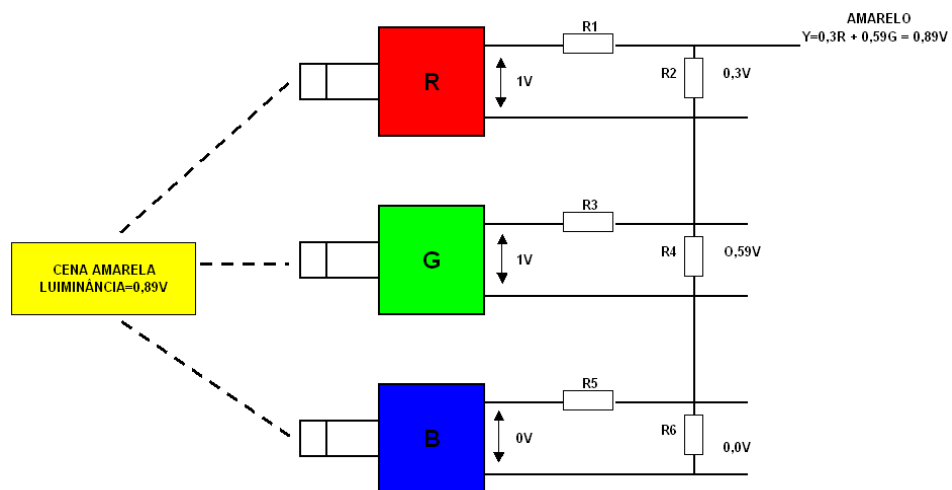 AMARELO
Y=0,3R + 0,59G = 0,89V
R1
R
1V
R2
0,3V
R3
G
1V
R4
0,59V
CENA AMARELA
LUIMINÂNCIA=0,89V
R5
B
0V
R6
0,0V